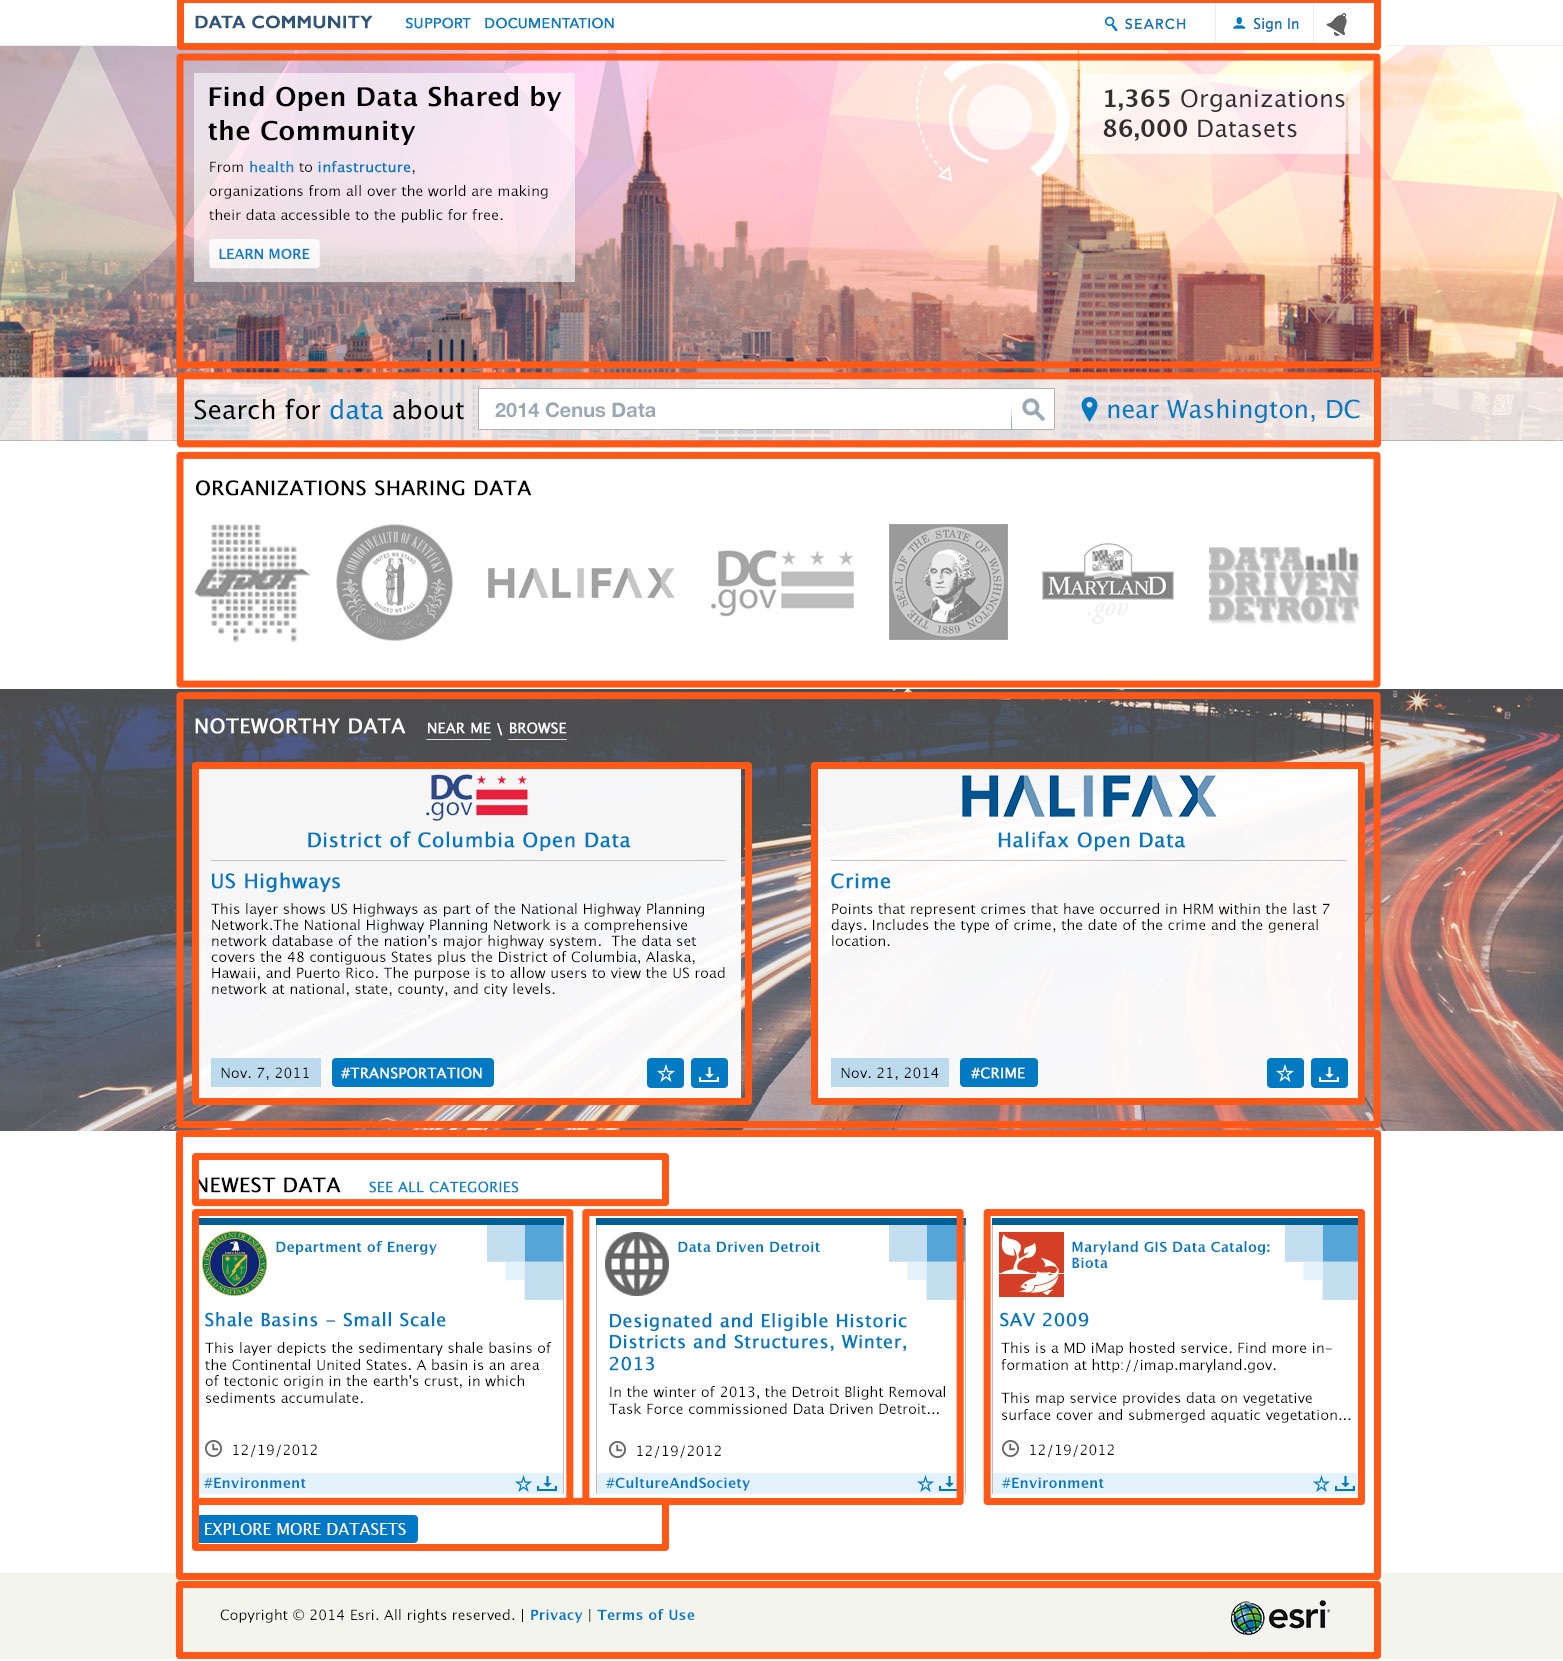 DATA COMMUNITY SUPPORT DOCUMENTATION SEARCH Sign In
Find Open Data Shared by
the Community
From health to infastructure,
organizations from all over the world are making
their data accessible to the public for free.
LEARN MORE
1,365 Organizations
86,000 Datasets
Search for data about 2014 Cenus Data near Washington, DC
ORGANIZATIONS SHARING DATA
UDOT
COMMONWEALTH OF KENTUCKY
UNITED WE STAND
DIVIDED WE FALL
HALIFAX
DC
.gov
THE SEAL OF THE STATE OF WASHINGTON
1889
MARYLAND
.gov
DATA
DRIVEN
DETROIT
NOTEWORTHY DATA NEAR ME \ BROWSE
DC
.gov
District of Columbia Open Data
US Highways
This layer shows US Highways as part of the National Highway Planning
Network.The National Highway Planning Network is a comprehensive
network database of the nation's major highway system. The data set
covers the 48 contiguous States plus the District of Columbia, Alaska,
Hawaii, and Puerto Rico. The purpose is to allow users to view the US road
network at national, state, county, and city levels.
Nov. 7, 2011 #TRANSPORTATION
HALIFAX
Halifax Open Data
Crime
Points that represent crimes that have occurred in HRM within the last 7
days. Includes the type of crime, the date of the crime and the general
location.
Nov. 21, 2014 #CRIME
NEWEST DATA SEE ALL CATEGORIES
Department of Energy
Shale Basins – Small Scale
This layer depicts the sedimentary shale basins of
the Continental United States. A basin is an area
of tectonic origin in the earth's crust, in which
sediments accumulate.
12/19/2012
#Environment
Data Driven Detroit
Designated and Eligible Historic
Districts and Structures, Winter,
2013
In the winter of 2013, the Detroit Blight Removal
Task Force commissioned Data Driven Detroit...
12/19/2012
#CultureAndSociety
Maryland GIS Data Catalog:
Biota
SAV 2009
This is a MD iMap hosted service. Find more in-
formation at http://imap.maryland.gov.
This map service provides data on vegetative
surface cover and submerged aquatic vegetation...
12/19/2012
#Environment
EXPLORE MORE DATASETS
Copyright © 2014 Esri. All rights reserved. | Privacy | Terms of Use
esri